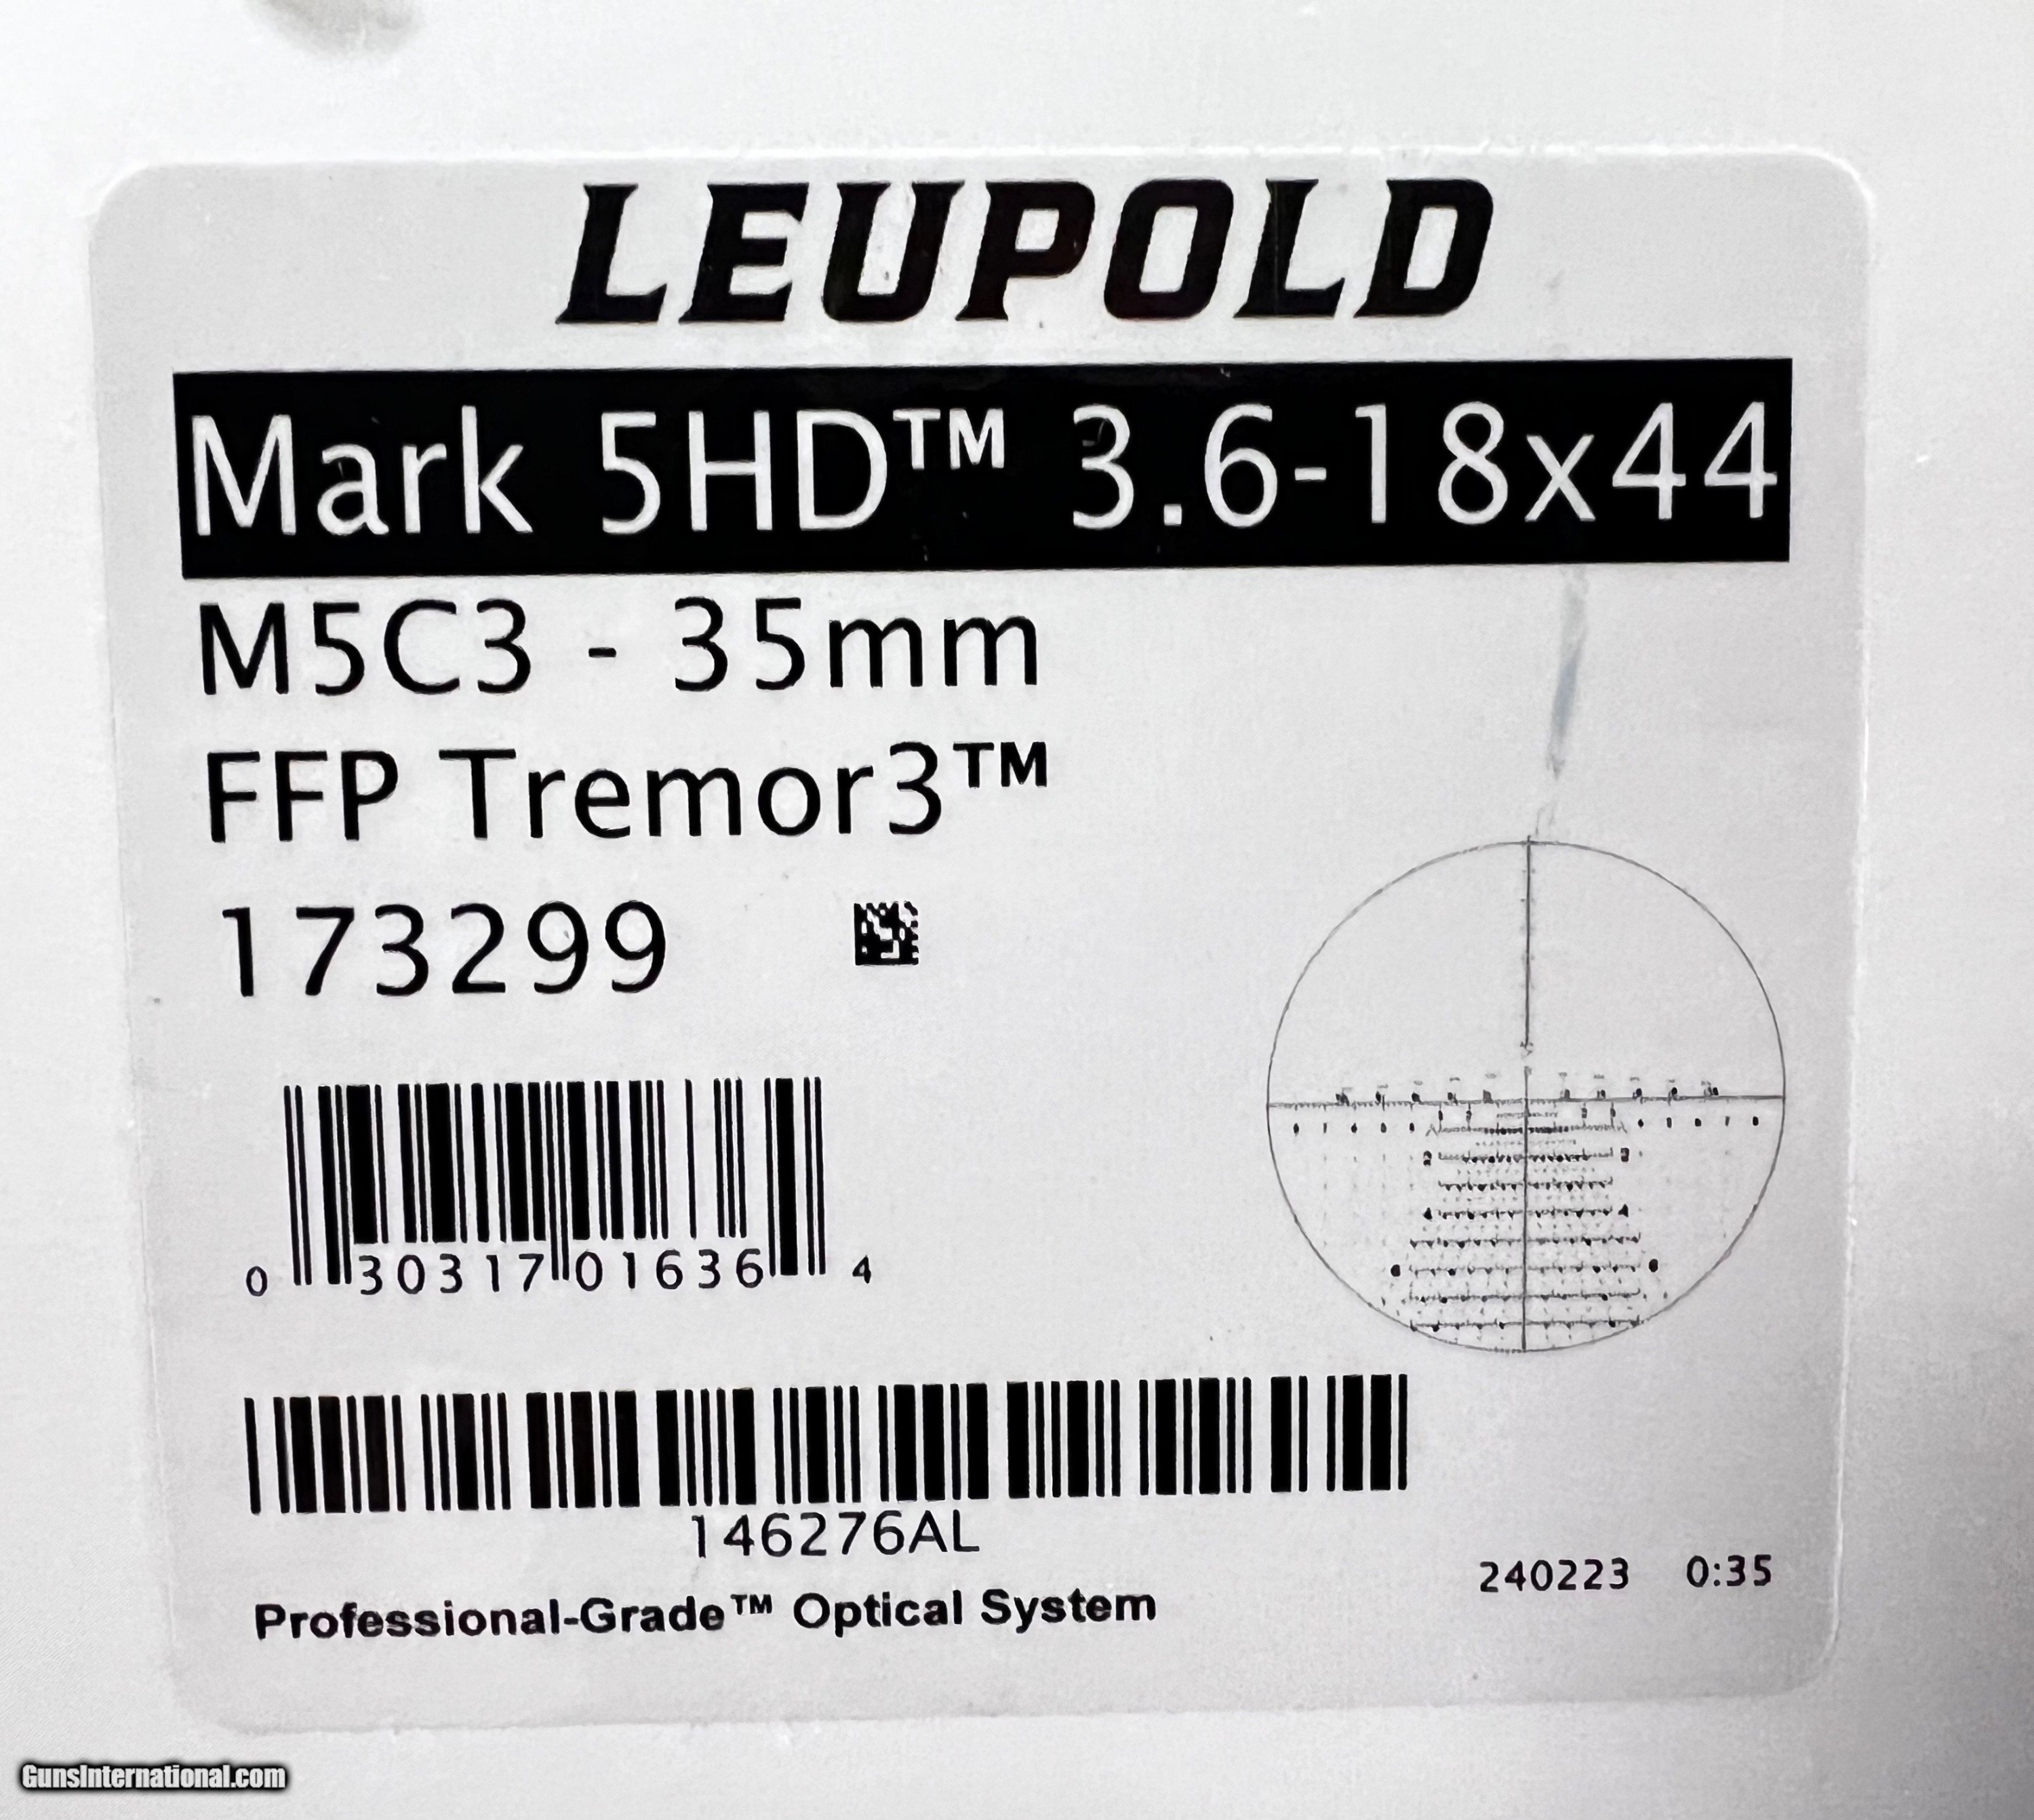 LEUPOLD
Mark 5HD™ 3.6-18x44
M5C3 - 35mm
FFP Tremor3™
173299
0 30317 01636 4
146276AL
240223 0:35
Professional-Grade™ Optical System
GunsInternational.com